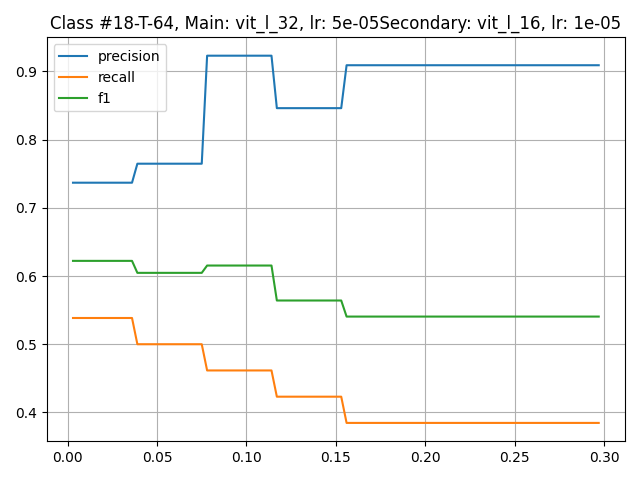 Class #18-T-64, Main: vit_l_32, lr: 5e-05Secondary: vit_l_16, lr: 1e-05
precision
recall
f1
0.9
0.8
0.7
0.6
0.5
0.4
0.00 0.05 0.10 0.15 0.20 0.25 0.30